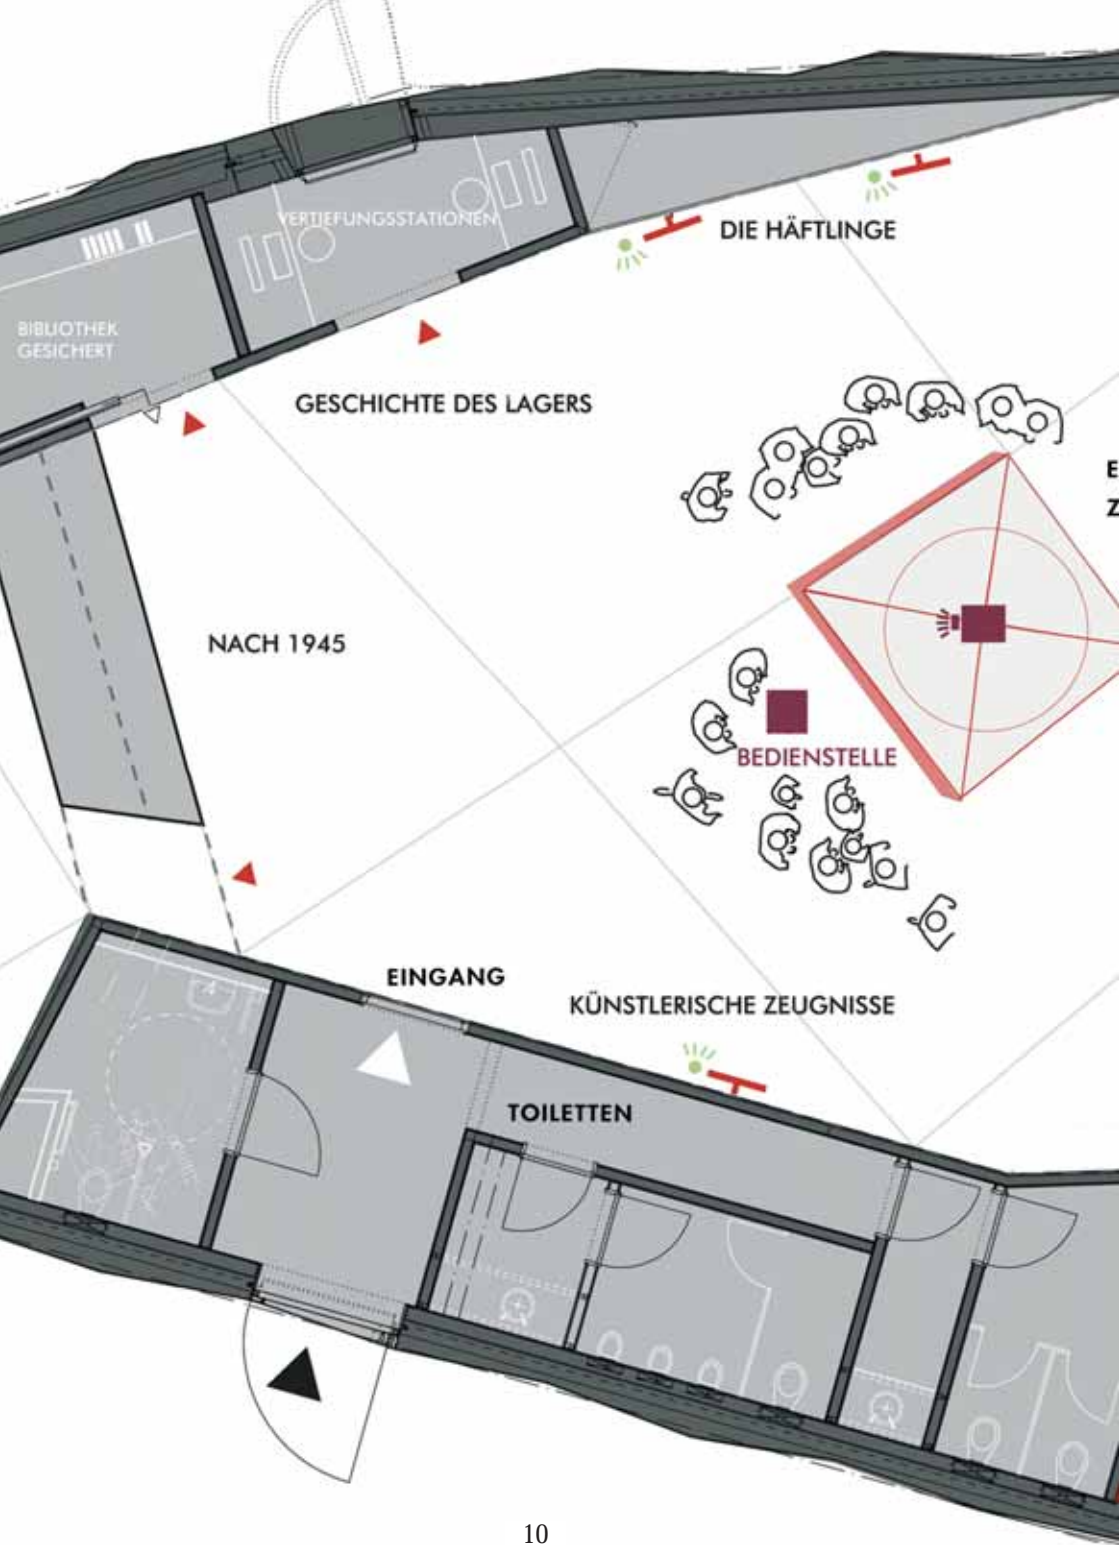 VERTIEFUNGSSTATIONEN
DIE HÄFTLINGE
BIBLIOTHEK
GESICHERT
GESCHICHTE DES LAGERS
E
Z
NACH 1945
BEDIENSTELLE
EINGANG
KÜNSTLERISCHE ZEUGNISSE
TOILETTEN
10